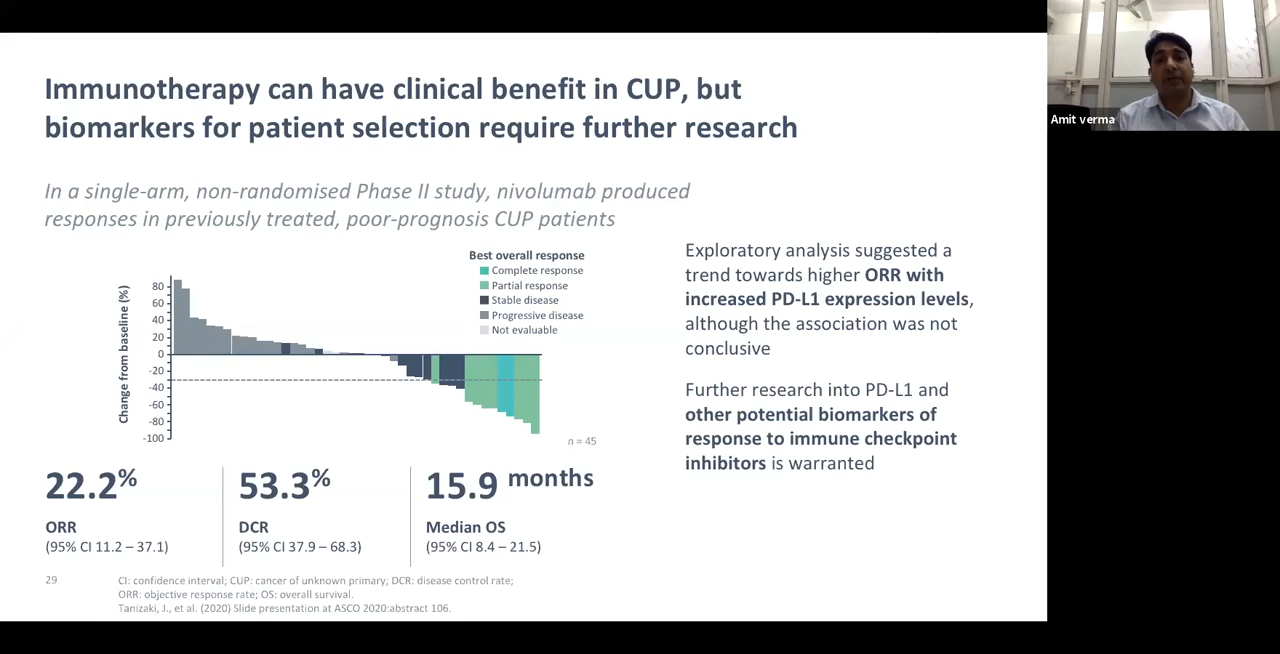 Immunotherapy can have clinical benefit in CUP, but
biomarkers for patient selection require further research
In a single-arm, non-randomised Phase II study, nivolumab produced
responses in previously treated, poor-prognosis CUP patients
Best overall response
Complete response
Partial response
Stable disease
Progressive disease
Not evaluable
Change from baseline (%)
80
60
40
20
0
-20
-40
-60
-80
-100
n = 45
22.2%
ORR
(95% CI 11.2 – 37.1)
53.3%
DCR
(95% CI 37.9 – 68.3)
15.9 months
Median OS
(95% CI 8.4 – 21.5)
Exploratory analysis suggested a
trend towards higher ORR with
increased PD-L1 expression levels,
although the association was not
conclusive
Further research into PD-L1 and
other potential biomarkers of
response to immune checkpoint
inhibitors is warranted
29
CI: confidence interval; CUP: cancer of unknown primary; DCR: disease control rate;
ORR: objective response rate; OS: overall survival.
Tanizaki, J., et al. (2020) Slide presentation at ASCO 2020:abstract 106.
Amit verma